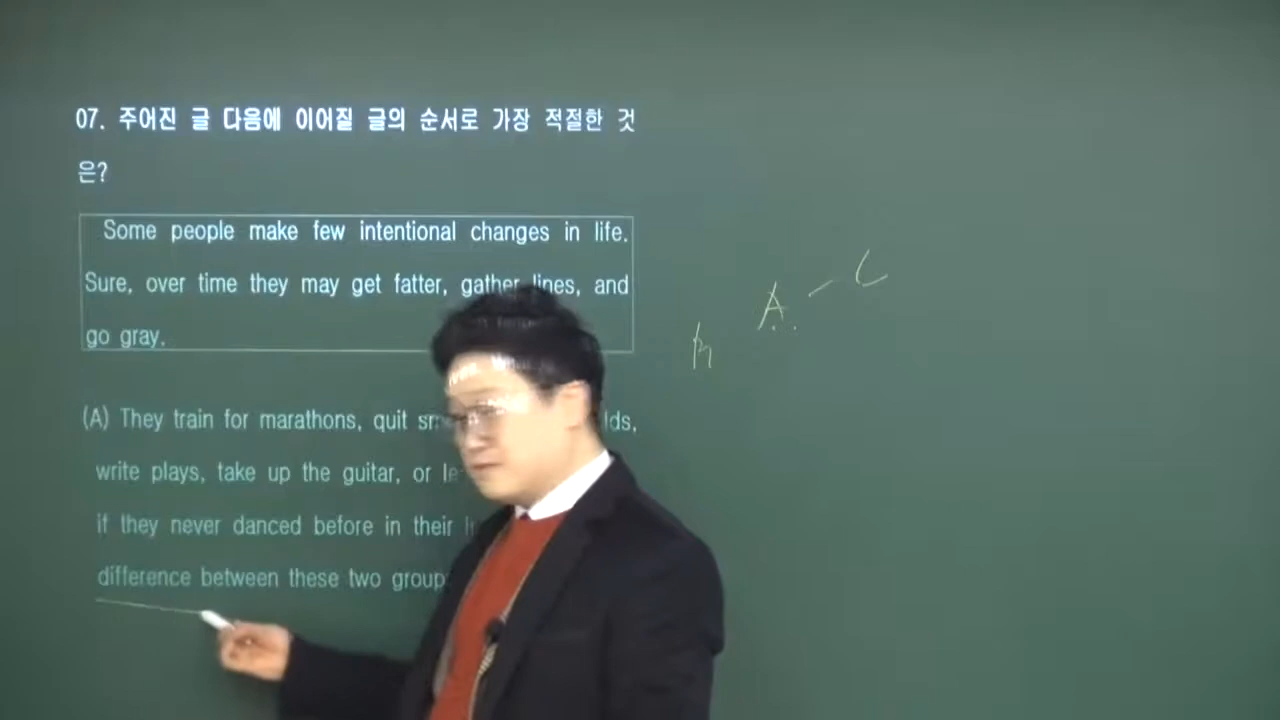 07. 주어진 글 다음에 이어질 글의 순서로 가장 적절한 것
은?
Some people make few intentional changes in life.
Sure, over time they may get fatter, gather lines, and
go gray.
A - C
(A) They train for marathons, quit
write plays, take up the guitar, or
if they never danced before in their
difference between these two group